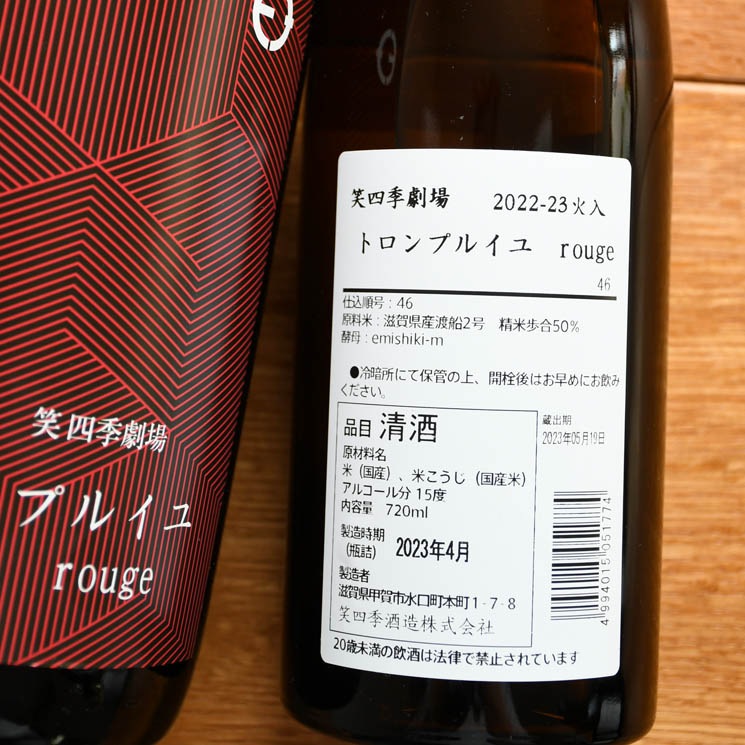 笑四季劇場
プルイユ
rouge
笑四季劇場 2022-23火入
トロンプルイユ rouge
46
仕込順号：46
原料米：滋賀県産渡船2号 精米歩合50%
酵母：emishiki-m
●冷暗所にて保管の上、開栓後はお早めにお飲み
ください。
品目 清酒
原材料名
米（国産）、米こうじ（国産米）
アルコール分 15度
内容量 720ml
製造時期
（瓶詰） 2023年4月
製造者
滋賀県甲賀市水口町本町1-7-8
笑四季酒造株式会社
蔵出期
2023年05月19日
4994015051774
20歳未満の飲酒は法律で禁止されています